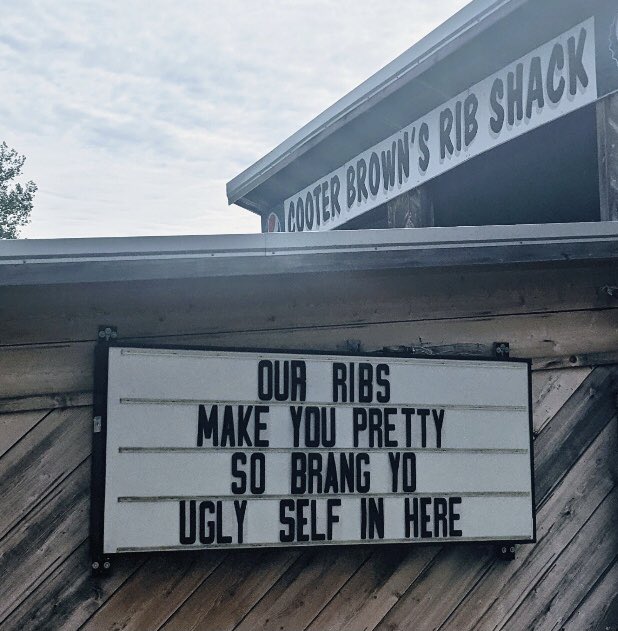 COOTER BROWN'S RIB SHACK
OUR RIBS
MAKE YOU PRETTY
SO BRANG YO
UGLY SELF IN HERE